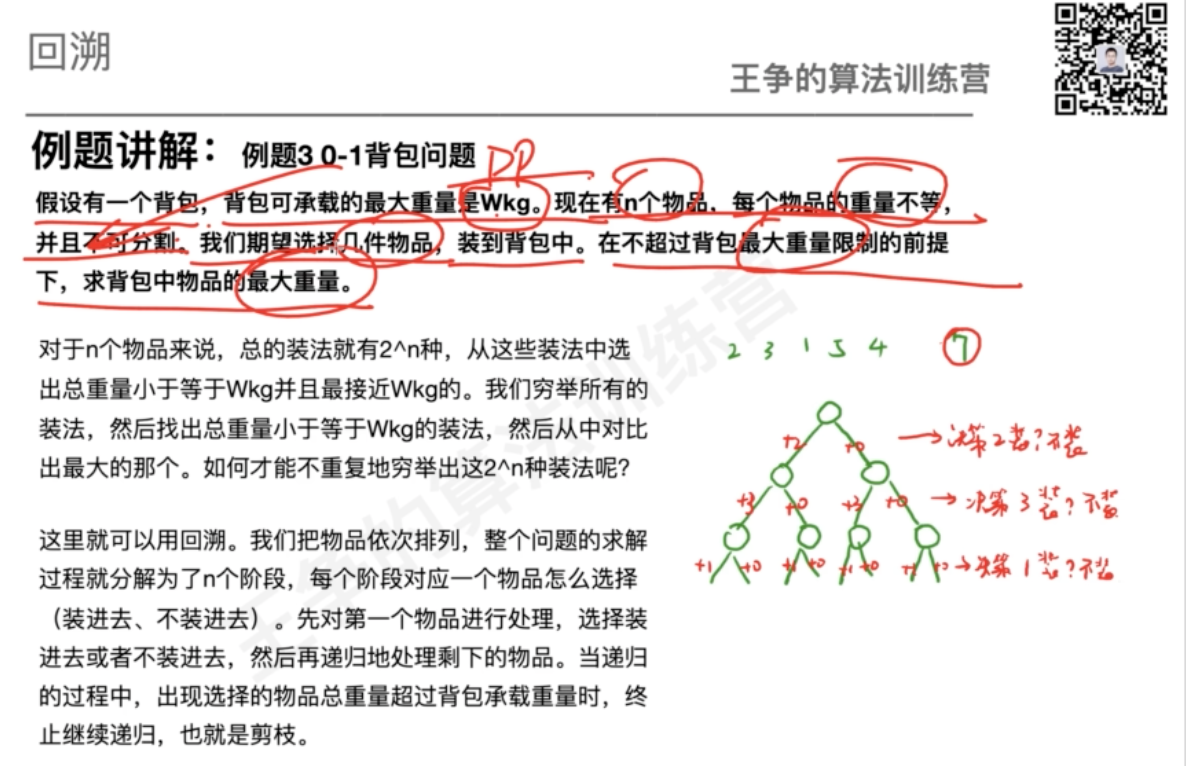 回溯
王争的算法训练营
例题讲解：例题3 0-1背包问题
DP
假设有一个背包，背包可承载的最大重量是Wkg。现在有n个物品，每个物品的重量不等，
并且不可分割。我们期望选择几件物品，装到背包中。在不超过背包最大重量限制的前提
下，求背包中物品的最大重量。
对于n个物品来说，总的装法就有2^n种，从这些装法中选
出总重量小于等于Wkg并且最接近Wkg的。我们穷举所有的
装法，然后找出总重量小于等于Wkg的装法，然后从中对比
出最大的那个。如何才能不重复地穷举出这2^n种装法呢？
这里就可以用回溯。我们把物品依次排列，整个问题的求解
过程就分解为了n个阶段，每个阶段对应一个物品怎么选择
（装进去、不装进去）。先对第一个物品进行处理，选择装
进去或者不装进去，然后再递归地处理剩下的物品。当递归
的过程中，出现选择的物品总重量超过背包承载重量时，终
止继续递归，也就是剪枝。
2 3 1 5 4 7
+2 +0 决策2装？不装
+3 +0 +3 +0 决策3装？不装
+1 +0 +1 +0 +1 +0 +1 +0 决策1装？不装
王争的算法训练营